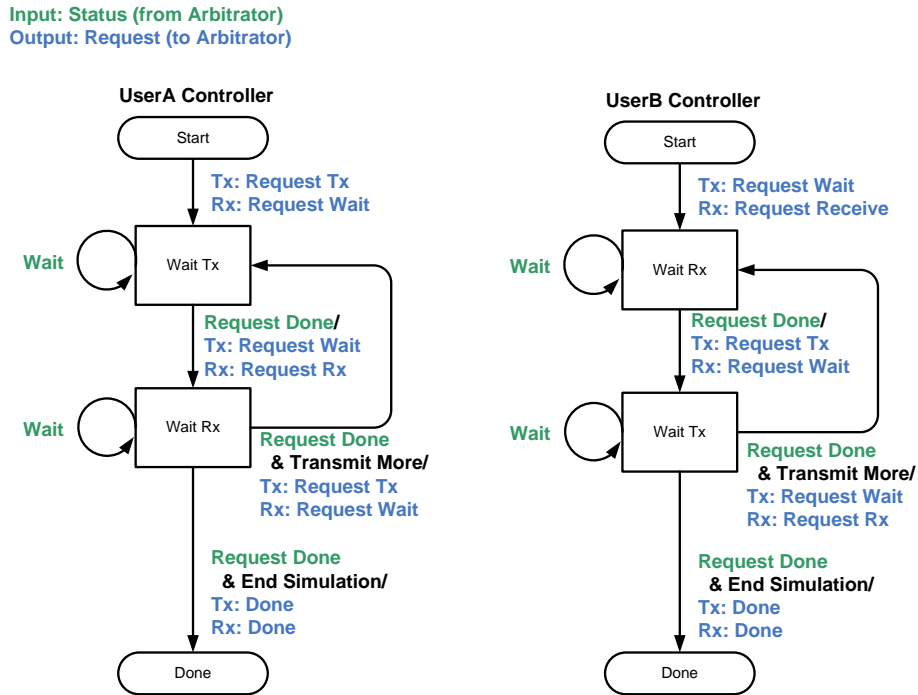 Input: Status (from Arbitrator)
Output: Request (to Arbitrator)
UserA Controller
Start
Tx: Request Tx
Rx: Request Wait
Wait
Wait Tx
Request Done/
Tx: Request Wait
Rx: Request Rx
Wait
Wait Rx
Request Done
& Transmit More/
Tx: Request Tx
Rx: Request Wait
Request Done
& End Simulation/
Tx: Done
Rx: Done
Done
UserB Controller
Start
Tx: Request Wait
Rx: Request Receive
Wait
Wait Rx
Request Done/
Tx: Request Tx
Rx: Request Wait
Wait
Wait Tx
Request Done
& Transmit More/
Tx: Request Wait
Rx: Request Rx
Request Done
& End Simulation/
Tx: Done
Rx: Done
Done